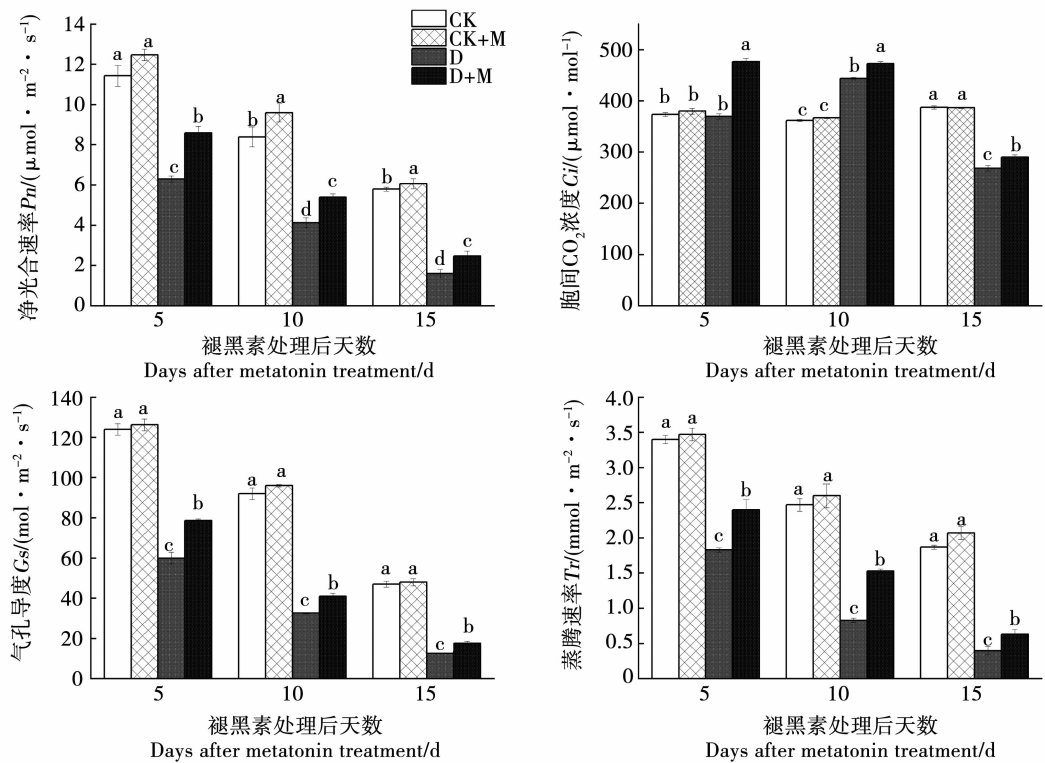 净光合速率Pn/(μmol·m⁻²·s⁻¹)
14
12
10
8
6
4
2
0
CK
CK+M
D
D+M
a
a
c
b
b
a
d
c
b
a
d
c
5
10
15
褪黑素处理后天数
Days after metatonin treatment/d
胞间CO₂浓度Ci/(μmol·mol⁻¹)
500
400
300
200
100
0
b
b
b
a
c
c
b
a
a
a
c
b
5
10
15
褪黑素处理后天数
Days after metatonin treatment/d
气孔导度Gs/(mol·m⁻²·s⁻¹)
140
120
100
80
60
40
20
0
a
a
c
b
a
a
c
b
a
a
c
b
5
10
15
褪黑素处理后天数
Days after metatonin treatment/d
蒸腾速率Tr/(mmol·m⁻²·s⁻¹)
4.0
3.5
3.0
2.5
2.0
1.5
1.0
0.5
0
a
a
c
b
a
a
c
b
a
a
c
b
5
10
15
褪黑素处理后天数
Days after metatonin treatment/d